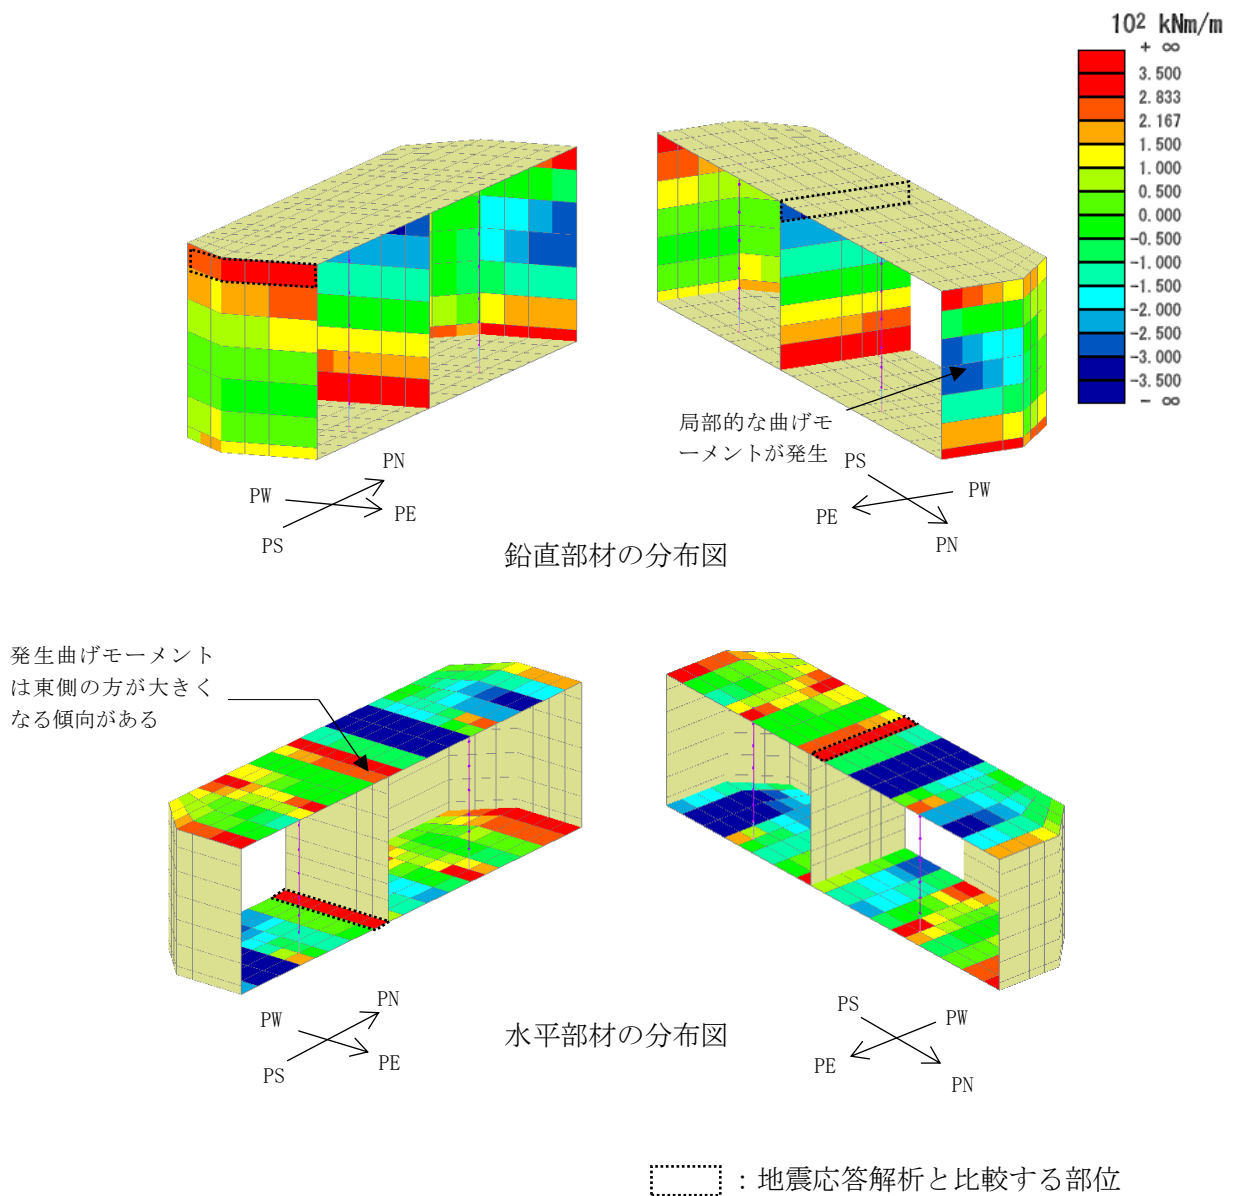 10² kNm/m
+ ∞
3.500
2.833
2.167
1.500
1.000
0.500
0.000
-0.500
-1.000
-1.500
-2.000
-2.500
-3.000
-3.500
- ∞
局部的な曲げモ
ーメントが発生
PN
PW
PE
PS
PS
PW
PE
PN
鉛直部材の分布図
発生曲げモーメント
は東側の方が大きく
なる傾向がある
PN
PW
PE
PS
PS
PW
PE
PN
水平部材の分布図
：地震応答解析と比較する部位